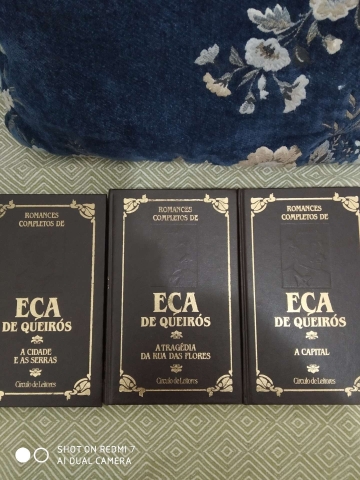 ROMANCES
COMPLETOS DE
EÇA
DE QUEIRÓS
A CIDADE
E AS SERRAS
Círculo de Leitores
ROMANCES
COMPLETOS DE
EÇA
DE QUEIRÓS
A TRAGÉDIA
DA RUA DAS FLORES
Círculo de Leitores
ROMANCES
COMPLETOS DE
EÇA
DE QUEIRÓS
A CAPITAL
Círculo de Leitores
SHOT ON REDMI 7
AI DUAL CAMERA